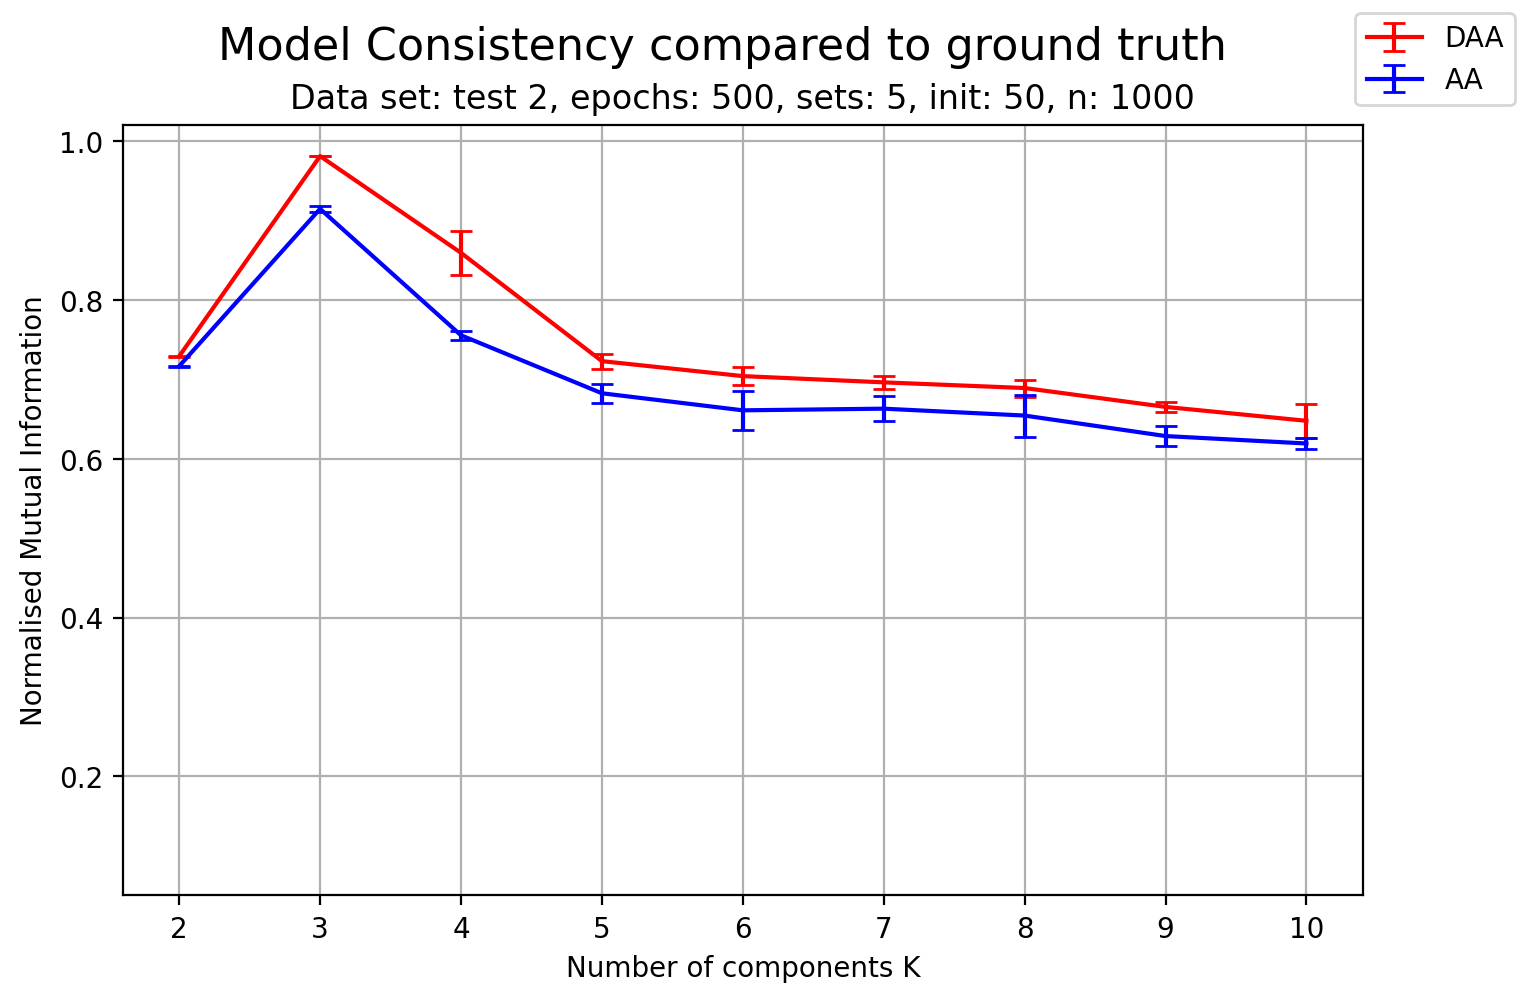 Model Consistency compared to ground truth
Data set: test 2, epochs: 500, sets: 5, init: 50, n: 1000
DAA
AA
Normalised Mutual Information
1.0
0.8
0.6
0.4
0.2
2 3 4 5 6 7 8 9 10
Number of components K